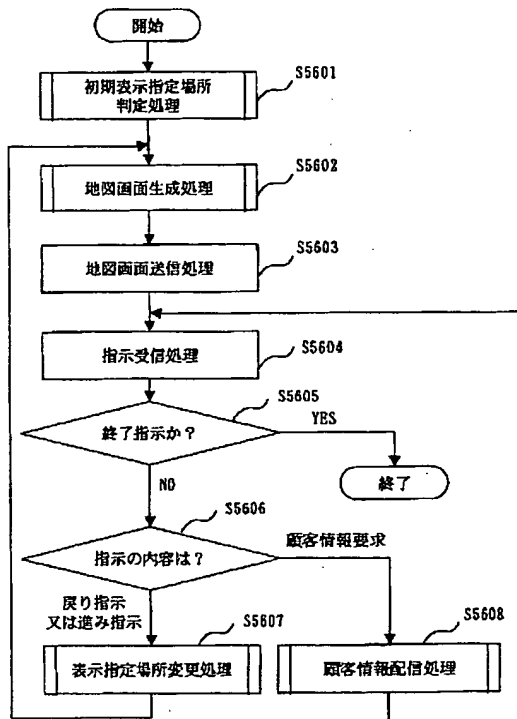 開始
初期表示指定場所
判定処理
S5601
地図画面生成処理
S5602
地図画面送信処理
S5603
指示受信処理
S5604
終了指示か？
S5605
YES
終了
NO
指示の内容は？
S5606
顧客情報要求
戻り指示
又は進み指示
表示指定場所変更処理
S5607
顧客情報配信処理
S5608